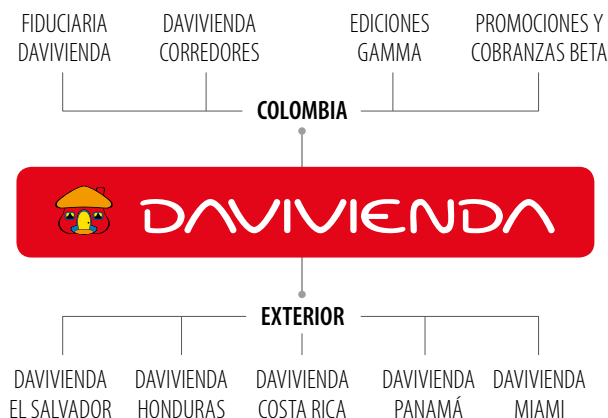 FIDUCIARIA
DAVIVIENDA
DAVIVIENDA
CORREDORES
EDICIONES
GAMMA
PROMOCIONES Y
COBRANZAS BETA
COLOMBIA
DAVIVIENDA
EXTERIOR
DAVIVIENDA
EL SALVADOR
DAVIVIENDA
HONDURAS
DAVIVIENDA
COSTA RICA
DAVIVIENDA
PANAMÁ
DAVIVIENDA
MIAMI